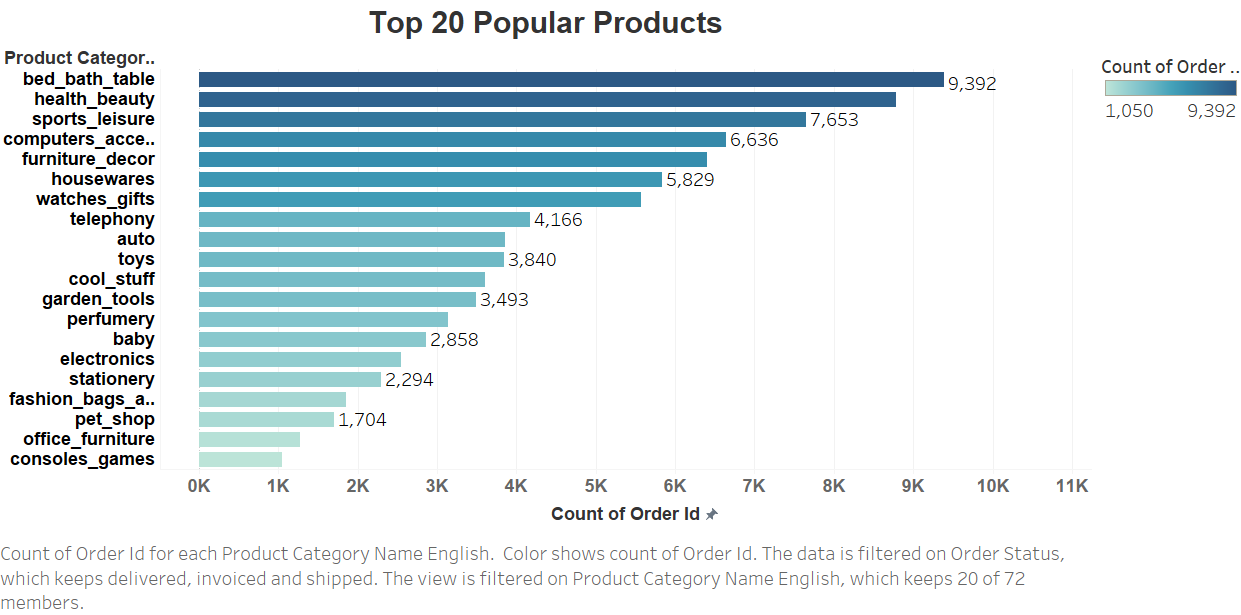 Top 20 Popular Products
Product Categor..
Count of Order ..
1,050 9,392
bed_bath_table 9,392
health_beauty
sports_leisure 7,653
computers_acce.. 6,636
furniture_decor
housewares 5,829
watches_gifts
telephony 4,166
auto
toys 3,840
cool_stuff
garden_tools 3,493
perfumery
baby 2,858
electronics
stationery 2,294
fashion_bags_a..
pet_shop 1,704
office_furniture
consoles_games
0K 1K 2K 3K 4K 5K 6K 7K 8K 9K 10K 11K
Count of Order Id
Count of Order Id for each Product Category Name English.  Color shows count of Order Id. The data is filtered on Order Status,
which keeps delivered, invoiced and shipped. The view is filtered on Product Category Name English, which keeps 20 of 72
members.